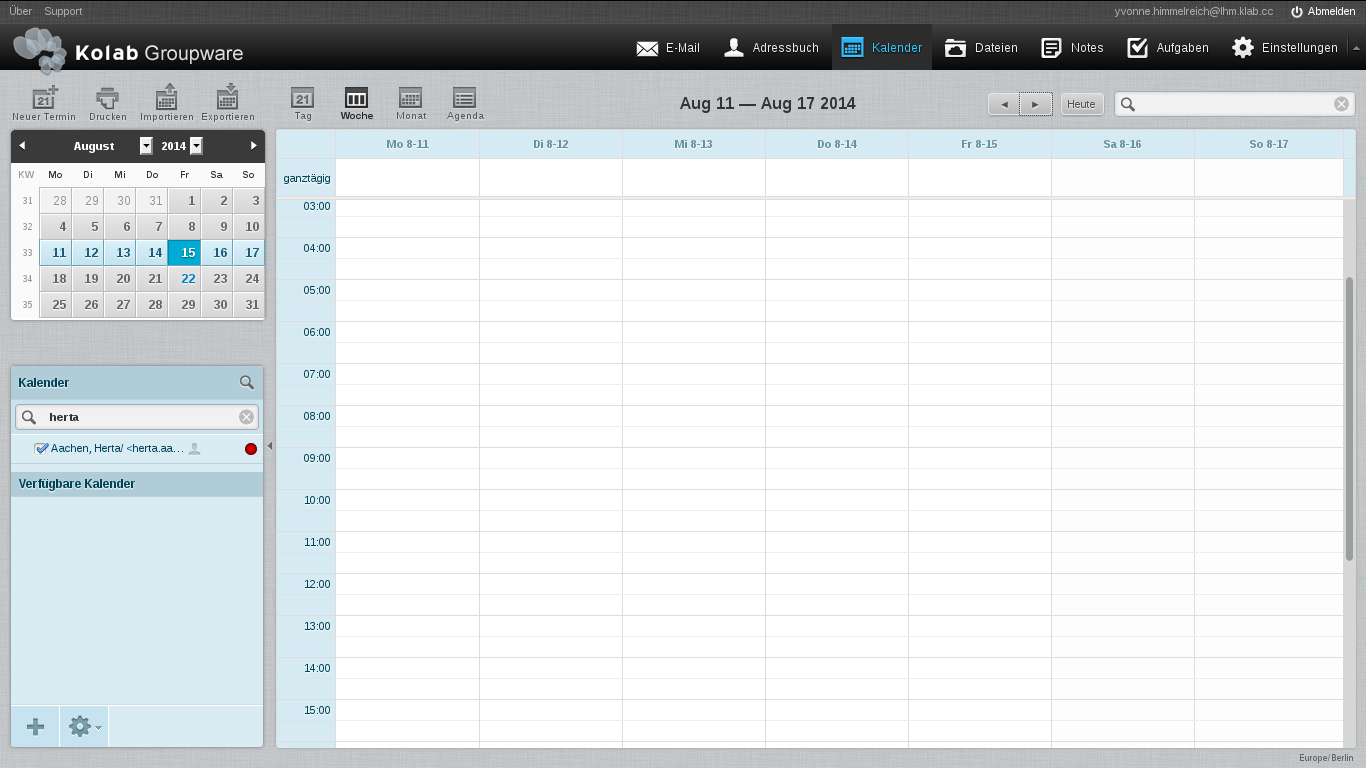 Über Support
yvonne.himmelreich@lhm.klab.cc Abmelden
Kolab Groupware
E-Mail Adressbuch Kalender Dateien Notes Aufgaben Einstellungen
21 21
Neuer Termin Drucken Importieren Exportieren
Tag Woche Monat Agenda
Aug 11 — Aug 17 2014
Heute
August 2014
KW Mo Di Mi Do Fr Sa So
31 28 29 30 31 1 2 3
32 4 5 6 7 8 9 10
33 11 12 13 14 15 16 17
34 18 19 20 21 22 23 24
35 25 26 27 28 29 30 31
Kalender
herta
Aachen, Herta/ <herta.aa…
Verfügbare Kalender
Mo 8-11 Di 8-12 Mi 8-13 Do 8-14 Fr 8-15 Sa 8-16 So 8-17
ganztägig
03:00
04:00
05:00
06:00
07:00
08:00
09:00
10:00
11:00
12:00
13:00
14:00
15:00
Europe/Berlin